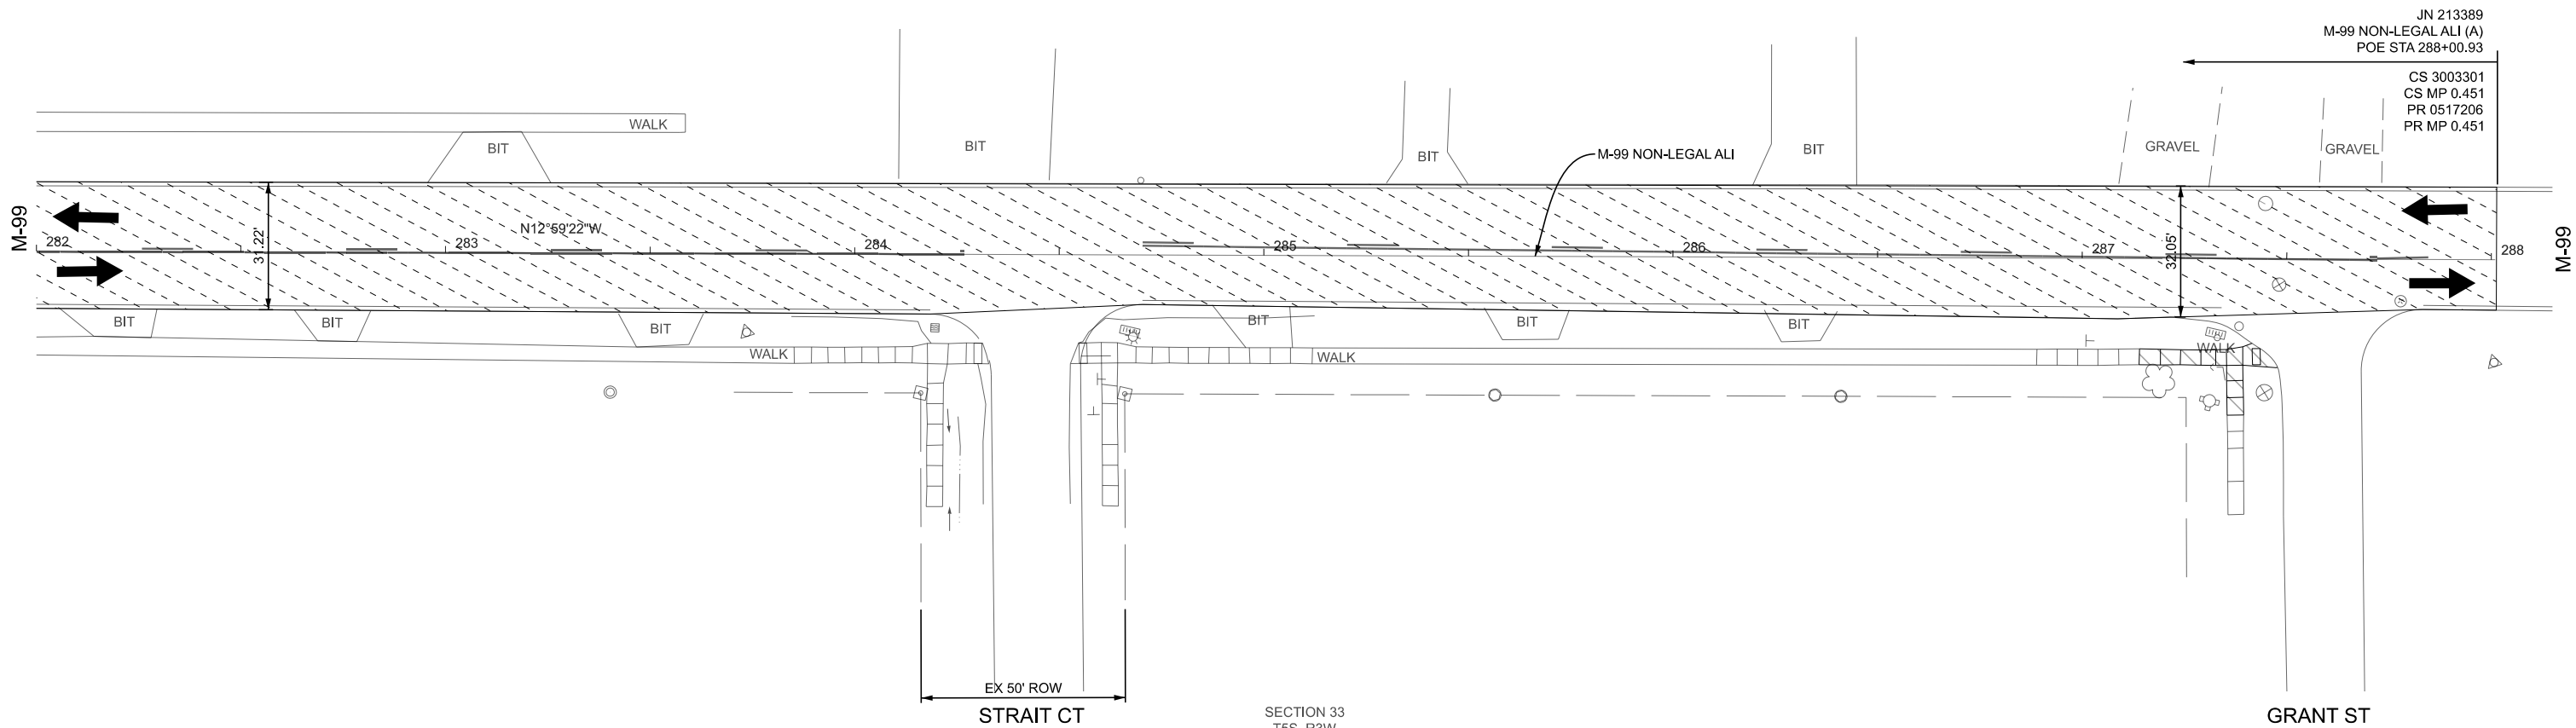 JN 213389
M-99 NON-LEGAL ALI (A)
POE STA 288+00.93
CS 3003301
CS MP 0.451
PR 0517206
PR MP 0.451
WALK
BIT
BIT
BIT
BIT
GRAVEL
GRAVEL
M-99 NON-LEGAL ALI
M-99
282
31.22'
283
N12°59'22"W
284
285
286
287
32.05'
288
M-99
BIT
BIT
BIT
BIT
BIT
BIT
WALK
WALK
WALK
EX 50' ROW
STRAIT CT
SECTION 33
T5S, R3W
GRANT ST